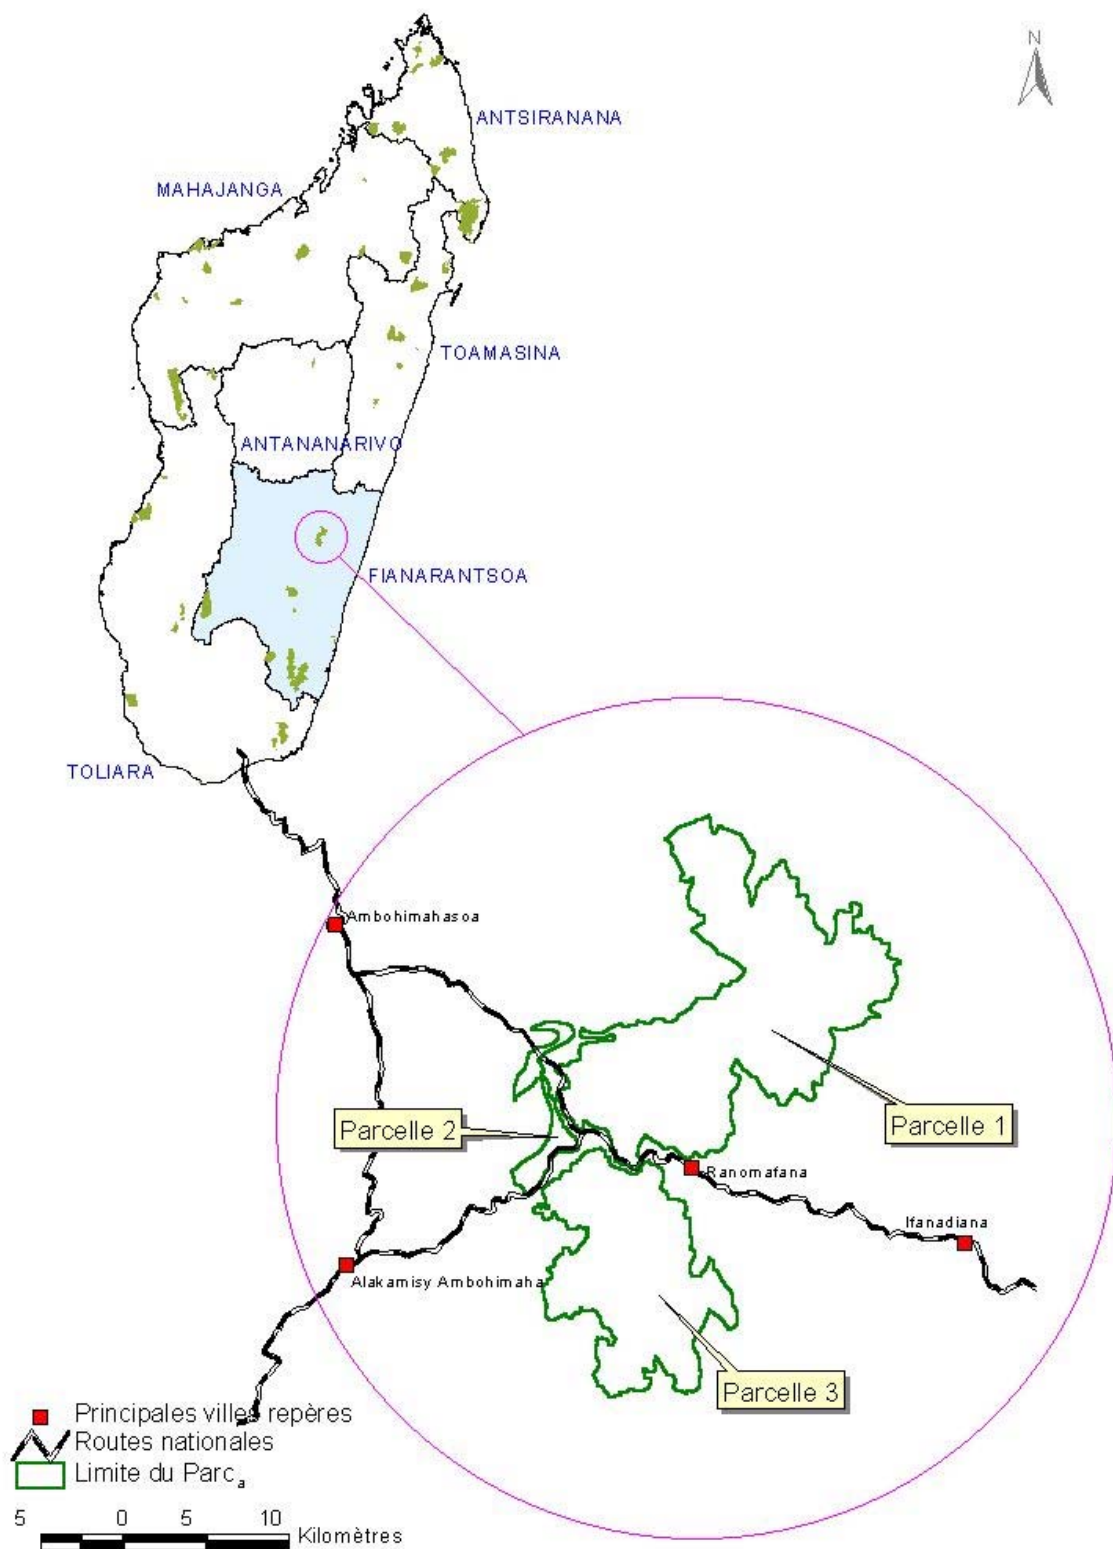 N
ANTSIRANANA
MAHAJANGA
TOAMASINA
ANTANANARIVO
FIANARANTSOA
TOLIARA
Ambohimahasoa
Parcelle 2
Parcelle 1
Ranomafana
Ifanadiana
Alakamisy Ambohimaha
Parcelle 3
Principales villes repères
Routes nationales
Limite du Parc a
5 0 5 10 Kilomètres